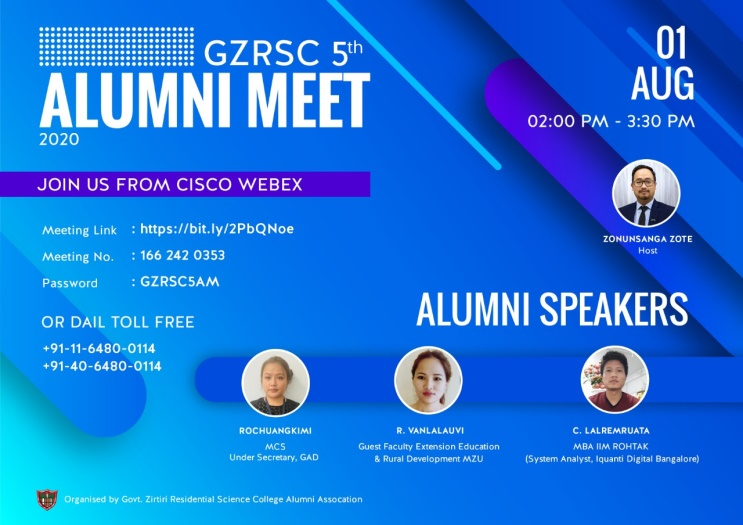 GZRSC 5th
ALUMNI MEET
2020
01
AUG
02:00 PM - 3:30 PM
JOIN US FROM CISCO WEBEX
Meeting Link : https://bit.ly/2PbQNoe
Meeting No. : 166 242 0353
Password : GZRSC5AM
OR DAIL TOLL FREE
+91-11-6480-0114
+91-40-6480-0114
ZONUNSANGA ZOTE
Host
ALUMNI SPEAKERS
ROCHUANGKIMI
MCS
Under Secretary, GAD
R. VANLALAUVI
Guest Faculty Extension Education
& Rural Development MZU
C. LALREMRUATA
MBA IIM ROHTAK
(System Analyst, Iquanti Digital Bangalore)
Organised by Govt. Zirtiri Residential Science College Alumni Assocation